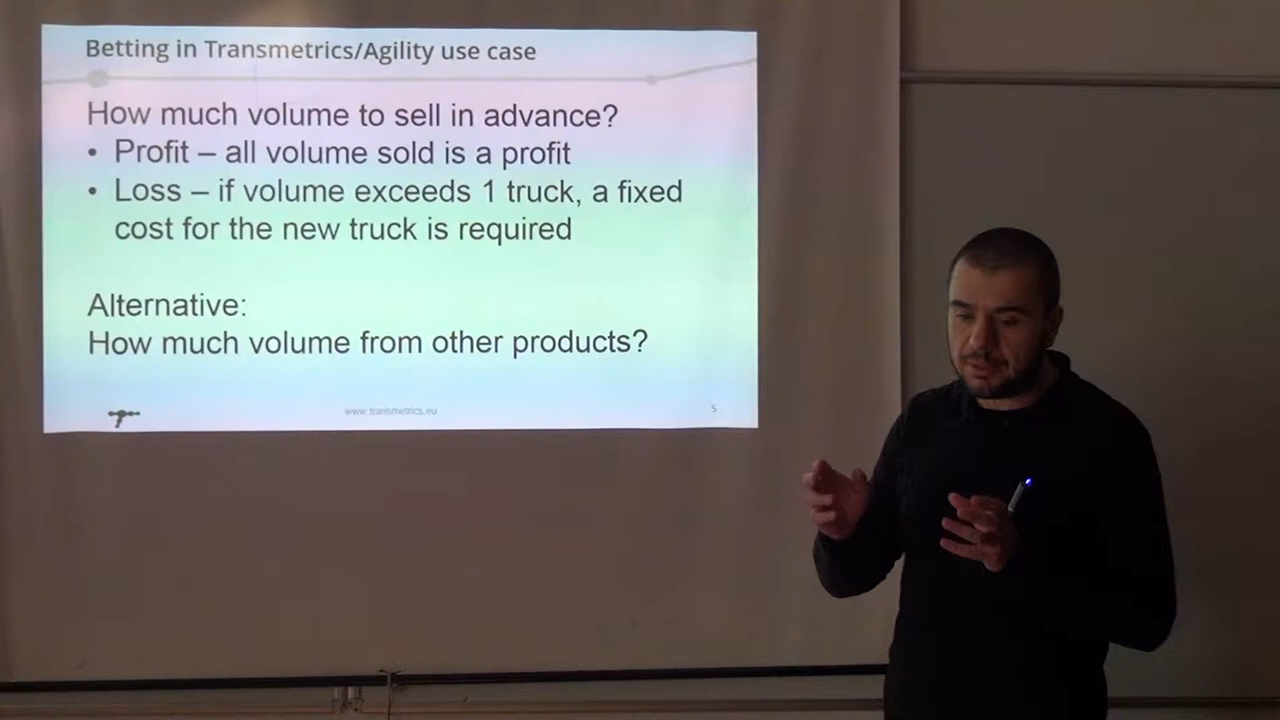 Betting in Transmetrics/Agility use case
How much volume to sell in advance?
• Profit – all volume sold is a profit
• Loss – if volume exceeds 1 truck, a fixed
cost for the new truck is required
Alternative:
How much volume from other products?
www.transmetrics.eu
5